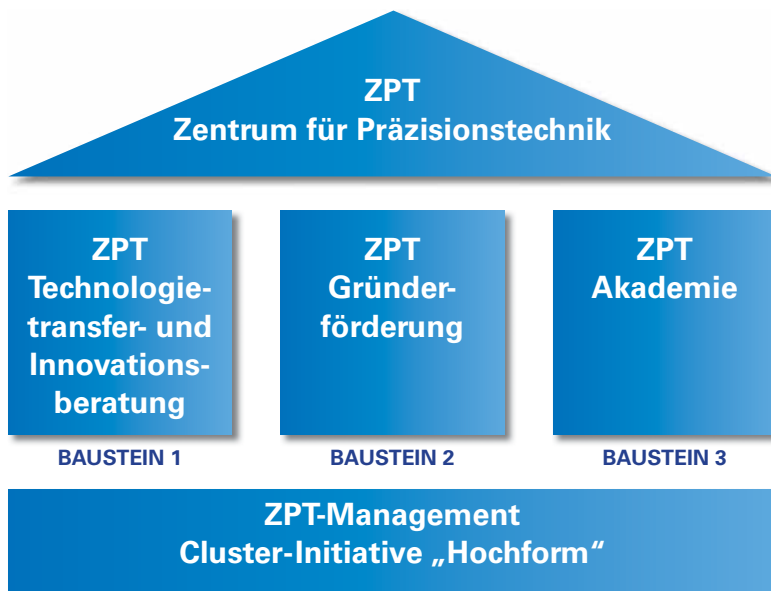 ZPT
Zentrum für Präzisionstechnik
ZPT
Technologie-
transfer- und
Innovations-
beratung
BAUSTEIN 1
ZPT
Gründer-
förderung
BAUSTEIN 2
ZPT
Akademie
BAUSTEIN 3
ZPT-Management
Cluster-Initiative „Hochform“